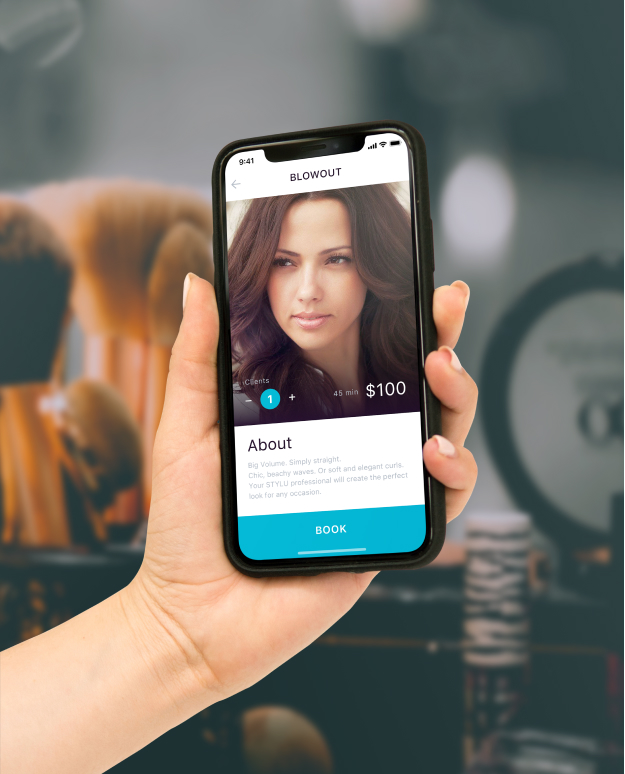 9:41
BLOWOUT
Clients
− 1 +
45 min $100
About
Big Volume. Simply straight.
Chic, beachy waves. Or soft and elegant curls.
Your STYLU professional will create the perfect
look for any occasion.
BOOK